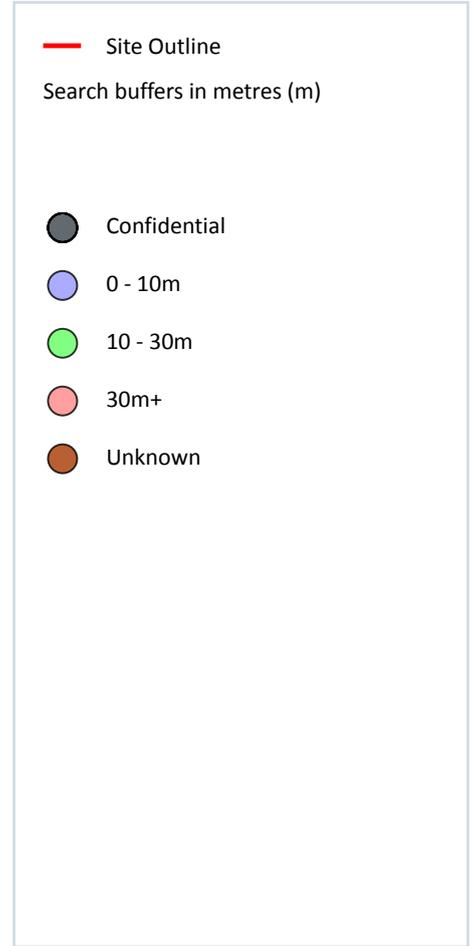 Site Outline
Search buffers in metres (m)
Confidential
0 - 10m
10 - 30m
30m+
Unknown